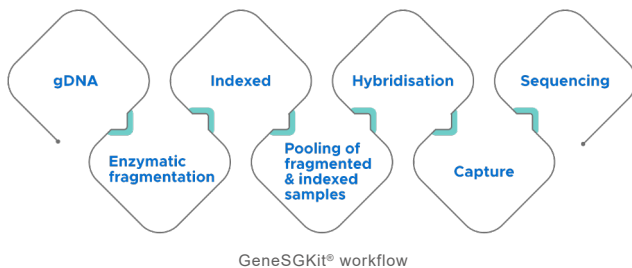 gDNA
Enzymatic
fragmentation
Indexed
Pooling of
fragmented
& indexed
samples
Hybridisation
Capture
Sequencing
GeneSGKit® workflow